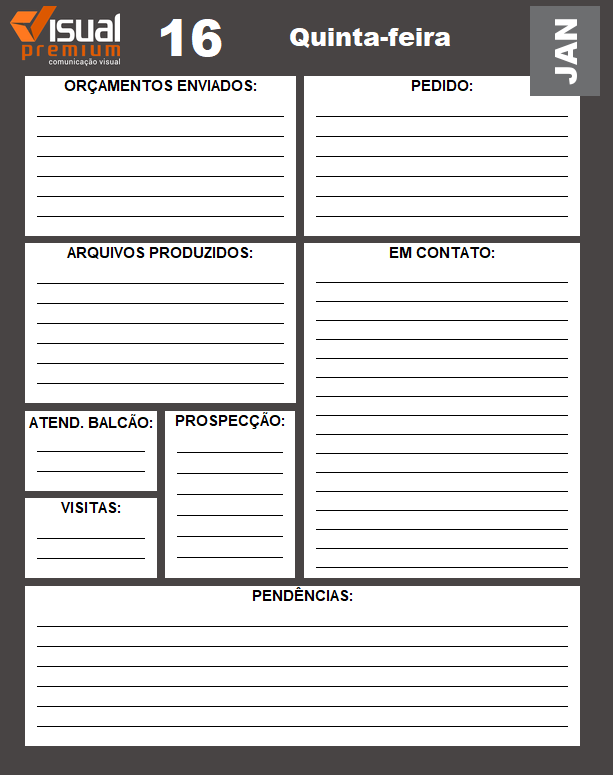 Visual
premium
comunicação visual
16
Quinta-feira
JAN
ORÇAMENTOS ENVIADOS:
PEDIDO:
ARQUIVOS PRODUZIDOS:
EM CONTATO:
ATEND. BALCÃO:
PROSPECÇÃO:
VISITAS:
PENDÊNCIAS: